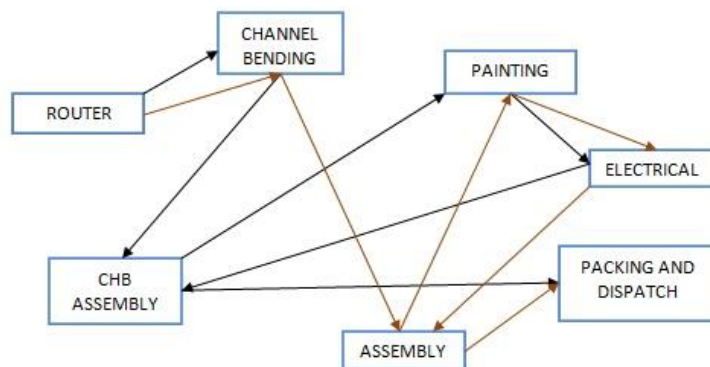 CHANNEL
BENDING
PAINTING
ROUTER
ELECTRICAL
CHB
ASSEMBLY
PACKING AND
DISPATCH
ASSEMBLY